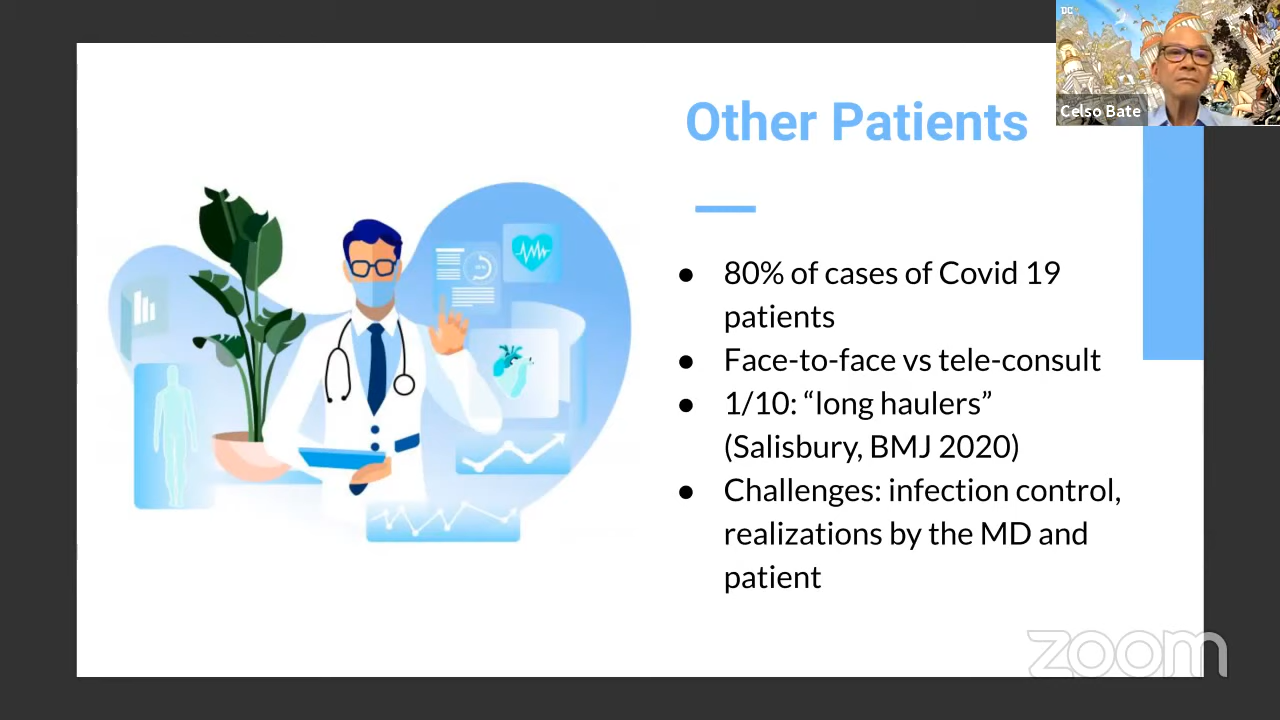 DC
Celso Bate
Other Patients
● 80% of cases of Covid 19
patients
● Face-to-face vs tele-consult
● 1/10: “long haulers”
(Salisbury, BMJ 2020)
● Challenges: infection control,
realizations by the MD and
patient
zoom